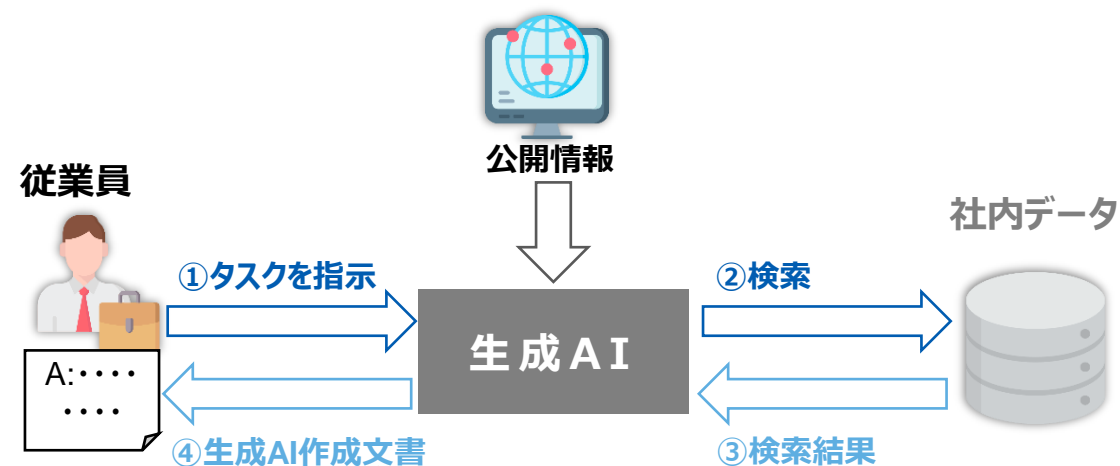 公開情報
従業員
社内データ
①タスクを指示
②検索
生成AI
A:････
････
④生成AI作成文書
③検索結果